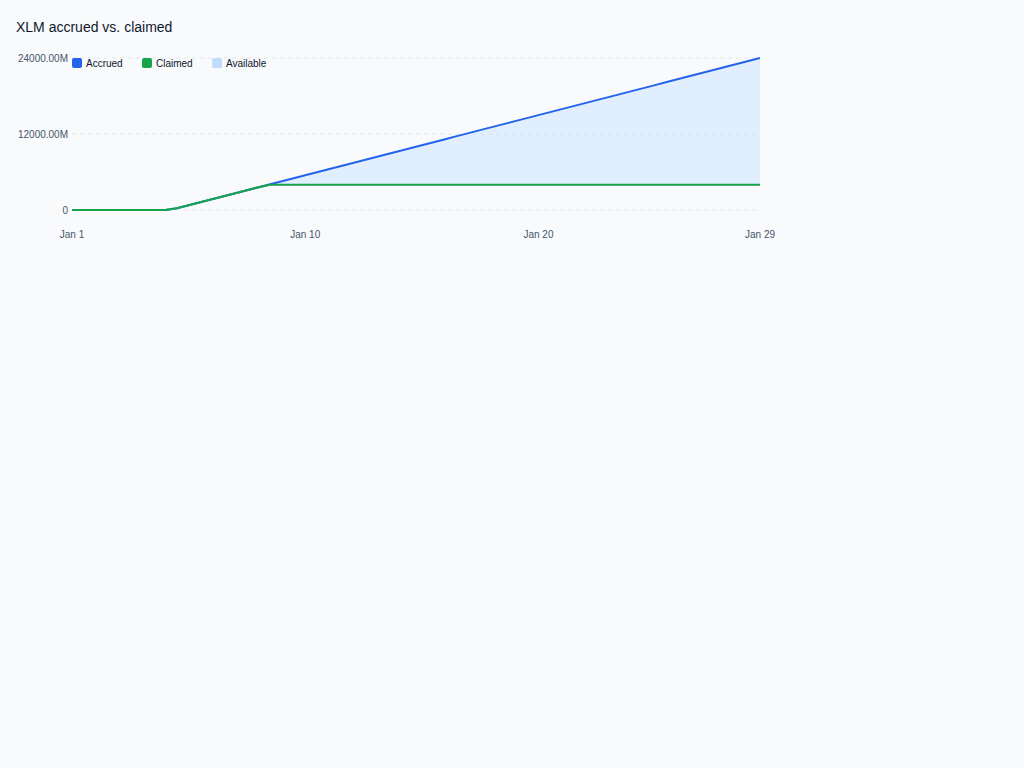 XLM accrued vs. claimed
24000.00M
Accrued Claimed Available
12000.00M
0
Jan 1 Jan 10 Jan 20 Jan 29